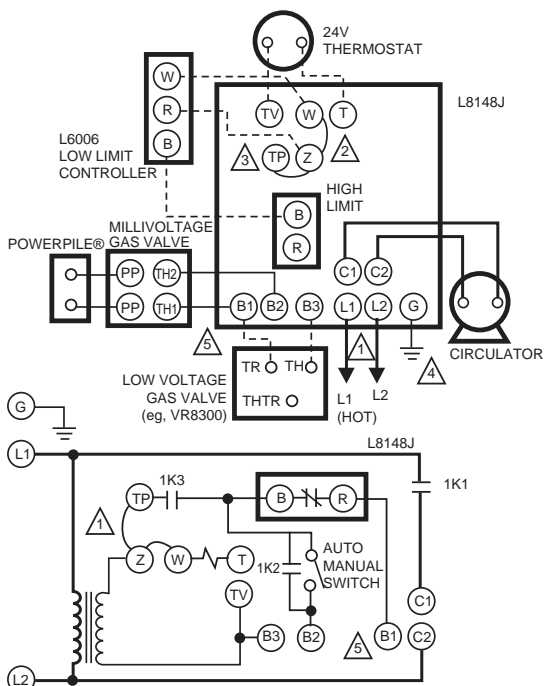 24V
THERMOSTAT
L8148J
W
R
B
L6006
LOW LIMIT
CONTROLLER
TV W T
3 TP Z 2
HIGH
LIMIT
B
R
MILLIVOLTAGE
GAS VALVE
POWERPILE®
PP TH2
PP TH1
C1 C2
B1 B2 B3 L1 L2 G
5 1 4
CIRCULATOR
TR TH
THTR
LOW VOLTAGE
GAS VALVE
(eg, VR8300)
L1
(HOT)
L2
G
L1
L8148J
TP 1K3 B R 1K1
1
Z W T
1K2
AUTO
MANUAL
SWITCH
TV
C1
B3 B2 5 B1 C2
L2